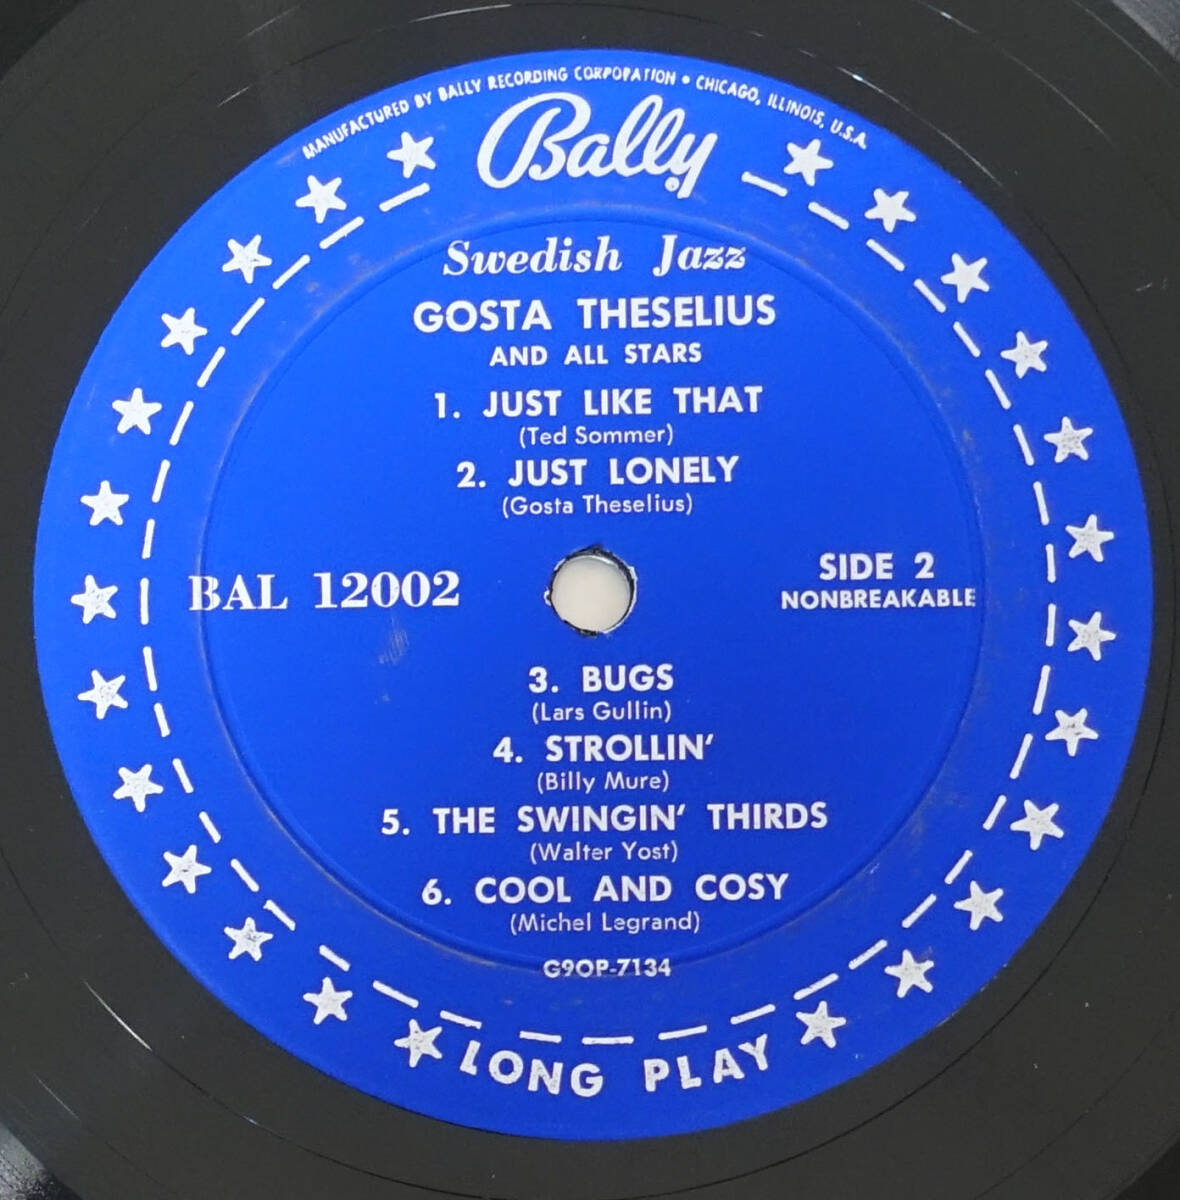 MANUFACTURED BY BALLY RECORDING CORPORATION • CHICAGO, ILLINOIS, U.S.A.
Bally
Swedish Jazz
GOSTA THESELIUS
AND ALL STARS
1. JUST LIKE THAT
(Ted Sommer)
2. JUST LONELY
(Gosta Theselius)
BAL 12002
SIDE 2
NONBREAKABLE
3. BUGS
(Lars Gullin)
4. STROLLIN'
(Billy Mure)
5. THE SWINGIN' THIRDS
(Walter Yost)
6. COOL AND COSY
(Michel Legrand)
G9OP-7134
LONG PLAY